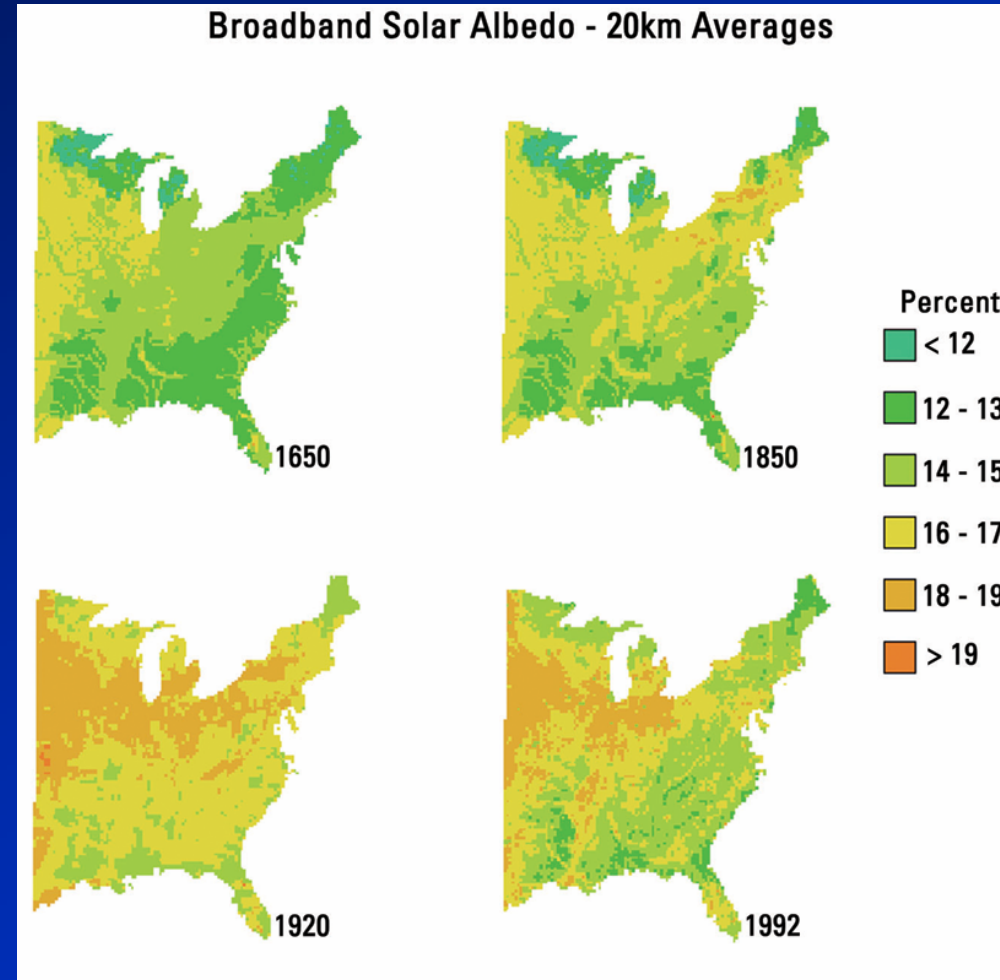 Broadband Solar Albedo - 20km Averages
1650
1850
Percent
< 12
12 - 13
14 - 15
16 - 17
18 - 19
> 19
1920
1992